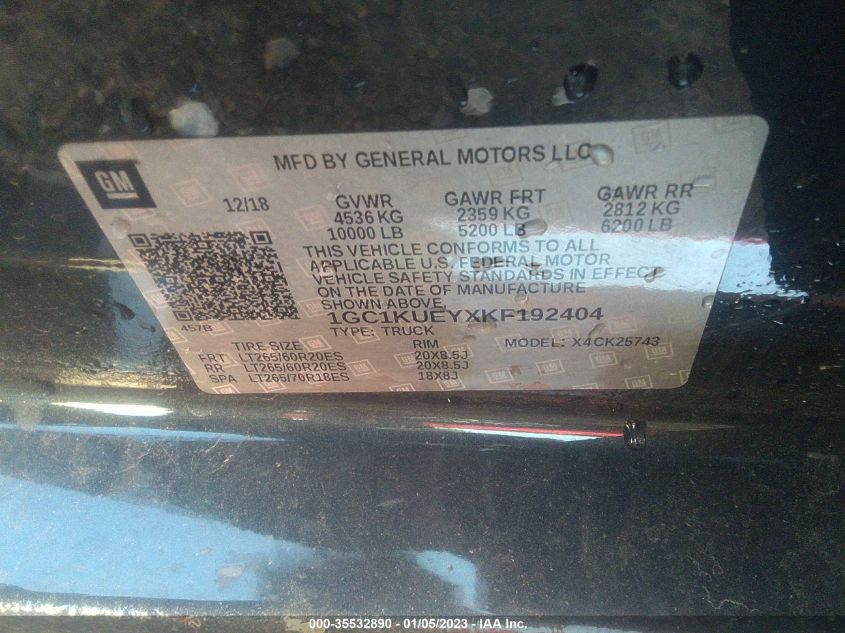 MFD BY GENERAL MOTORS LLC
GM
12/18 GVWR GAWR FRT GAWR RR
4536 KG 2359 KG 2812 KG
10000 LB 5200 LB 6200 LB
THIS VEHICLE CONFORMS TO ALL
APPLICABLE U.S. FEDERAL MOTOR
VEHICLE SAFETY STANDARDS IN EFFECT
ON THE DATE OF MANUFACTURE
SHOWN ABOVE.
1GC1KUEYXKF192404
457B TYPE: TRUCK MODEL: X4CK25743
TIRE SIZE RIM
FRT LT265/60R20ES 20X8.5J
RR LT265/60R20ES 20X8.5J
SPA LT265/70R18ES 18X8J
000-35532890 - 01/05/2023 - IAA Inc.